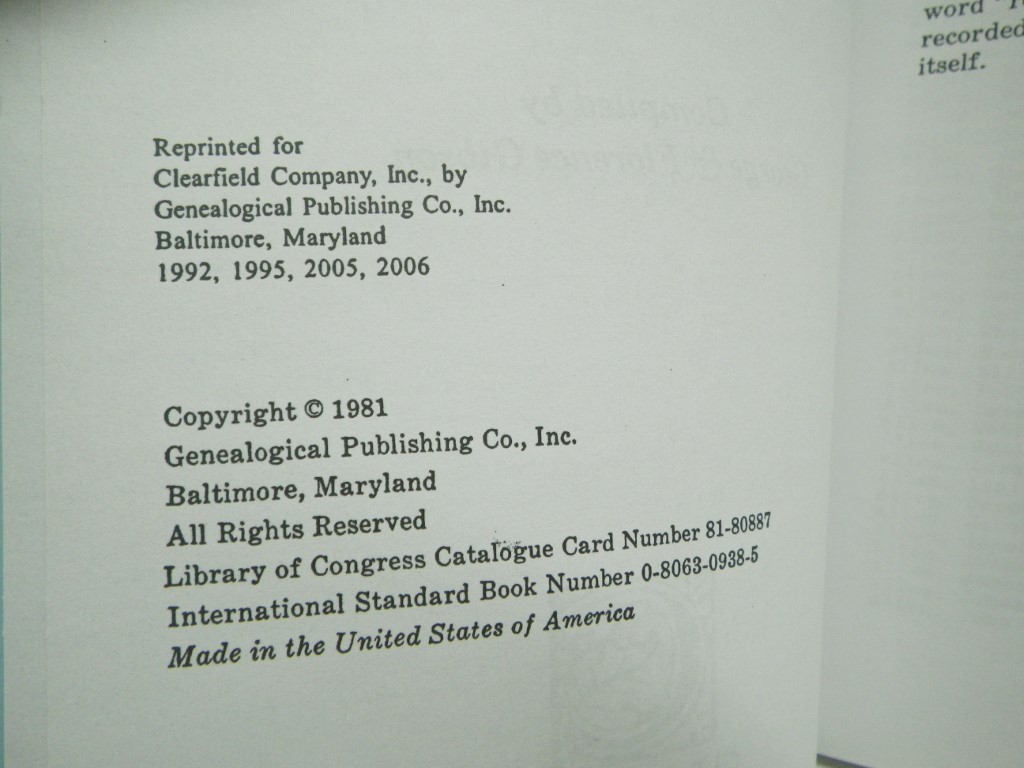 Reprinted for
Clearfield Company, Inc., by
Genealogical Publishing Co., Inc.
Baltimore, Maryland
1992, 1995, 2005, 2006
Copyright © 1981
Genealogical Publishing Co., Inc.
Baltimore, Maryland
All Rights Reserved
Library of Congress Catalogue Card Number 81-80887
International Standard Book Number 0-8063-0938-5
Made in the United States of America
word
recorded
itself.